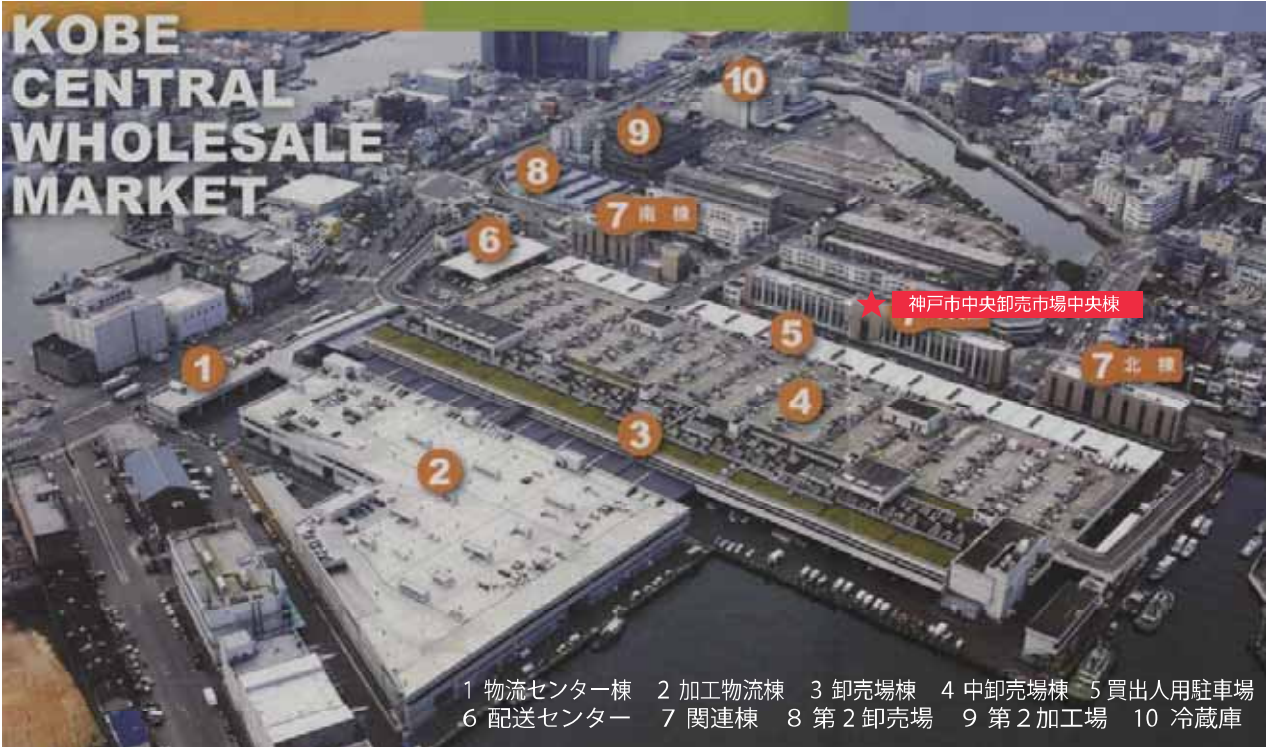 KOBE
CENTRAL
WHOLESALE
MARKET
10
9
8
7 南棟
6
神戸市中央卸売市場中央棟
7
5
7 北棟
1
4
3
2
1 物流センター棟 2 加工物流棟 3 卸売場棟 4 中卸売場棟 5 買出人用駐車場
6 配送センター 7 関連棟 8 第2卸売場 9 第2加工場 10 冷蔵庫